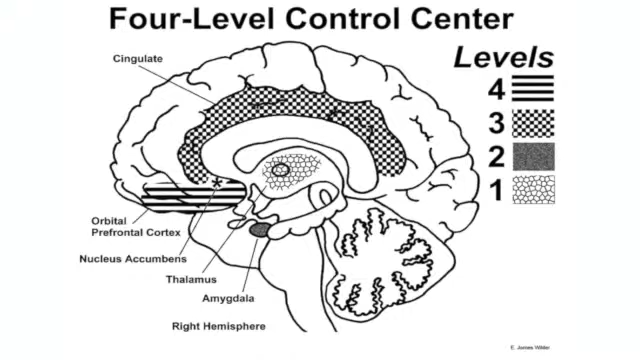 Four-Level Control Center
Cingulate
Levels
4
3
2
1
Orbital
Prefrontal Cortex
Nucleus Accumbens
Thalamus
Amygdala
Right Hemisphere
E. James Wilder